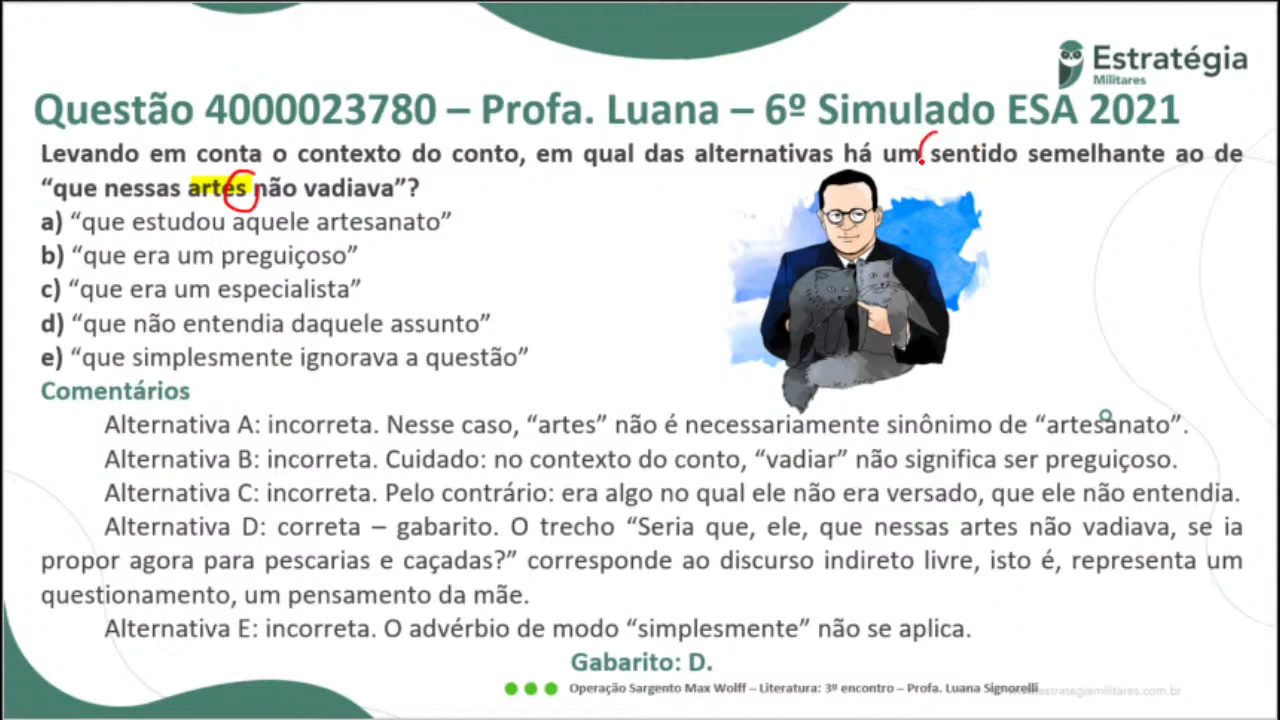 Estratégia
Militares
Questão 4000023780 – Profa. Luana – 6º Simulado ESA 2021
Levando em conta o contexto do conto, em qual das alternativas há um sentido semelhante ao de
“que nessas artes não vadiava”?
a) “que estudou aquele artesanato”
b) “que era um preguiçoso”
c) “que era um especialista”
d) “que não entendia daquele assunto”
e) “que simplesmente ignorava a questão”
Comentários
Alternativa A: incorreta. Nesse caso, “artes” não é necessariamente sinônimo de “artesanato”.
Alternativa B: incorreta. Cuidado: no contexto do conto, “vadiar” não significa ser preguiçoso.
Alternativa C: incorreta. Pelo contrário: era algo no qual ele não era versado, que ele não entendia.
Alternativa D: correta – gabarito. O trecho “Seria que, ele, que nessas artes não vadiava, se ia
propor agora para pescarias e caçadas?” corresponde ao discurso indireto livre, isto é, representa um
questionamento, um pensamento da mãe.
Alternativa E: incorreta. O advérbio de modo “simplesmente” não se aplica.
Gabarito: D.
Operação Sargento Max Wolff – Literatura: 3º encontro – Profa. Luana Signorelli estrategiamilitares.com.br